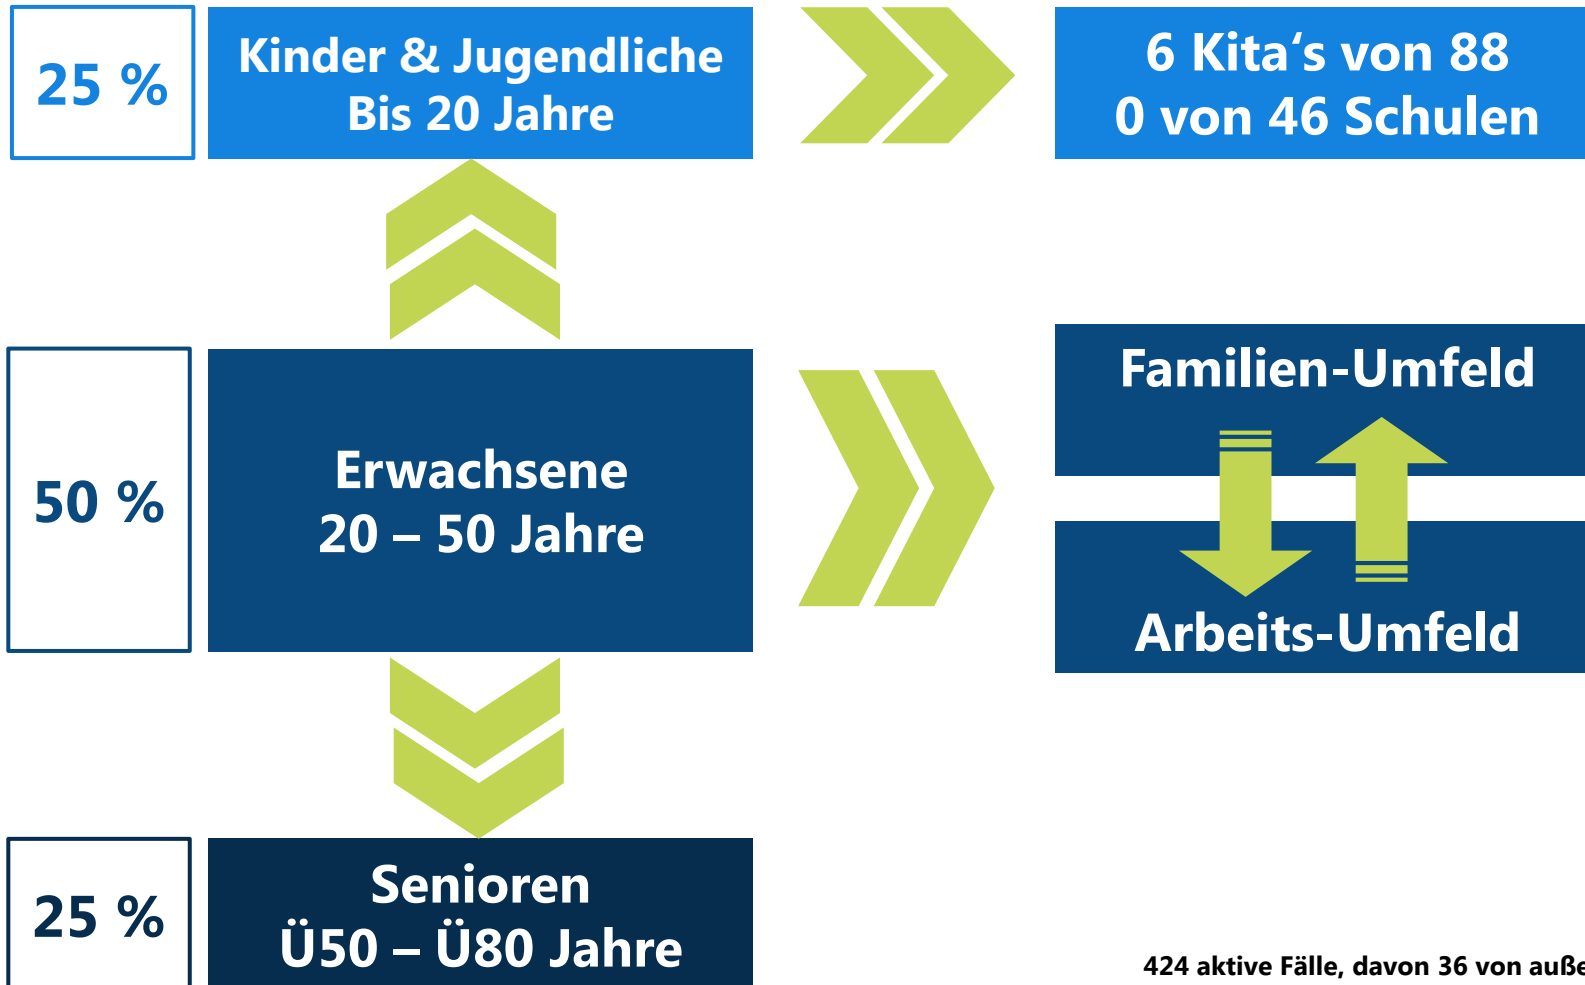 25 %
Kinder & Jugendliche
Bis 20 Jahre
6 Kita‘s von 88
0 von 46 Schulen
50 %
Erwachsene
20 – 50 Jahre
Familien-Umfeld
Arbeits-Umfeld
25 %
Senioren
Ü50 – Ü80 Jahre
424 aktive Fälle, davon 36 von auße